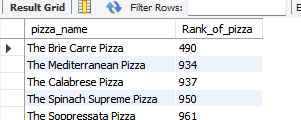 Result Grid Filter Rows:
pizza_name Rank_of_pizza
The Brie Carre Pizza 490
The Mediterranean Pizza 934
The Calabrese Pizza 937
The Spinach Supreme Pizza 950
The Soppressata Pizza 961